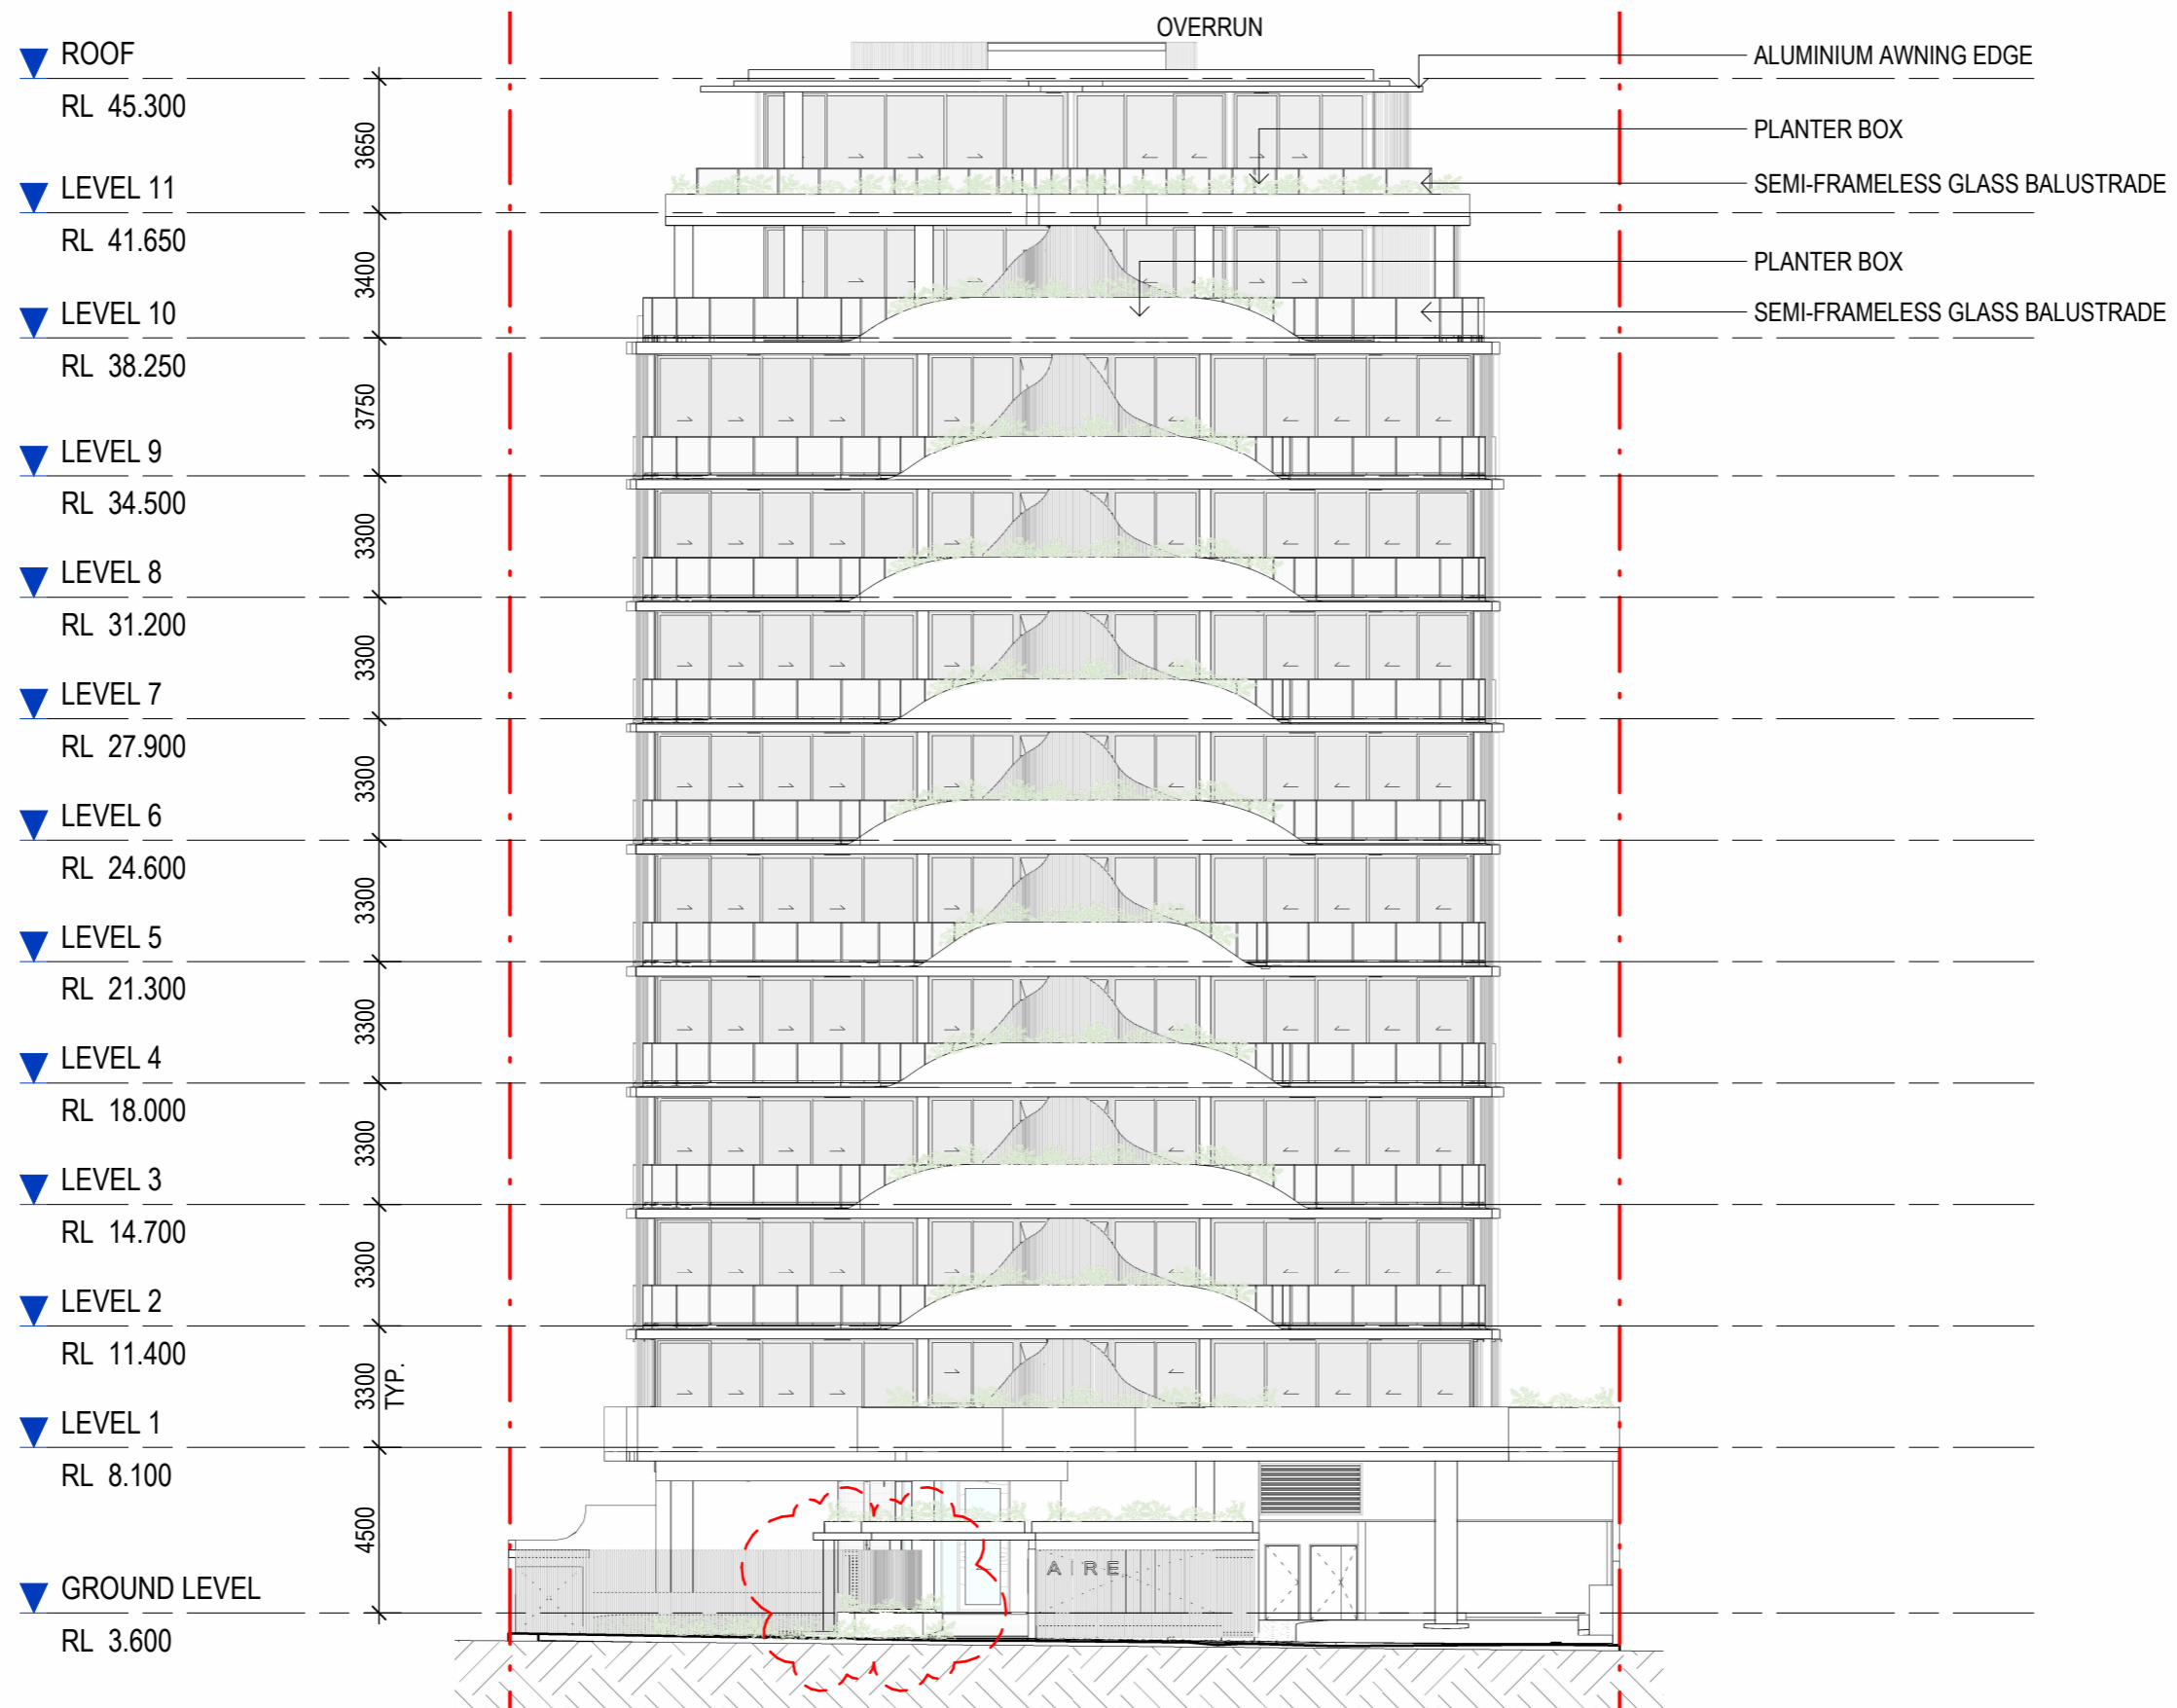 OVERRUN
ROOF
RL 45.300
ALUMINIUM AWNING EDGE
3650
PLANTER BOX
SEMI-FRAMELESS GLASS BALUSTRADE
LEVEL 11
RL 41.650
3400
PLANTER BOX
SEMI-FRAMELESS GLASS BALUSTRADE
LEVEL 10
RL 38.250
3750
LEVEL 9
RL 34.500
3300
LEVEL 8
RL 31.200
3300
LEVEL 7
RL 27.900
3300
LEVEL 6
RL 24.600
3300
LEVEL 5
RL 21.300
3300
LEVEL 4
RL 18.000
3300
LEVEL 3
RL 14.700
3300
LEVEL 2
RL 11.400
3300
TYP.
LEVEL 1
RL 8.100
4500
AIRE
GROUND LEVEL
RL 3.600